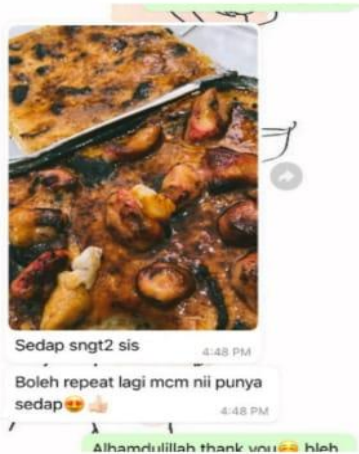 Sedap sngt2 sis
4:48 PM
Boleh repeat lagi mcm nii punya
sedap😍👍🏻
4:48 PM
Alhamdulillah thank you😄 bleh